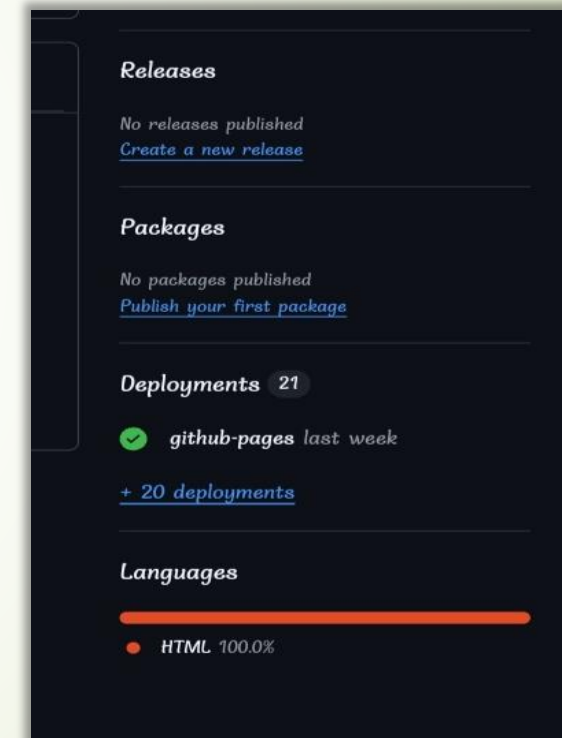 Releases
No releases published
Create a new release
Packages
No packages published
Publish your first package
Deployments 21
github-pages last week
+ 20 deployments
Languages
HTML 100.0%